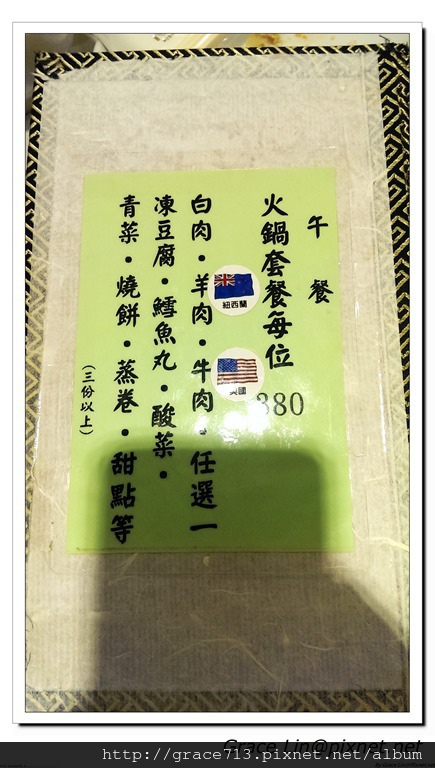 午餐
火鍋套餐每位
380
紐西蘭
美國
白肉•羊肉•牛肉•任選一
凍豆腐•鱈魚丸•酸菜•
青菜•燒餅•蒸卷•甜點等
(三份以上)
Grace Lin@pixnet.net
http://grace713.pixnet.net/album